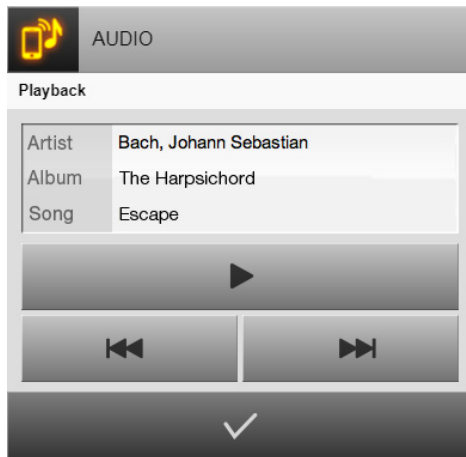 AUDIO
Playback
Artist Bach, Johann Sebastian
Album The Harpsichord
Song Escape